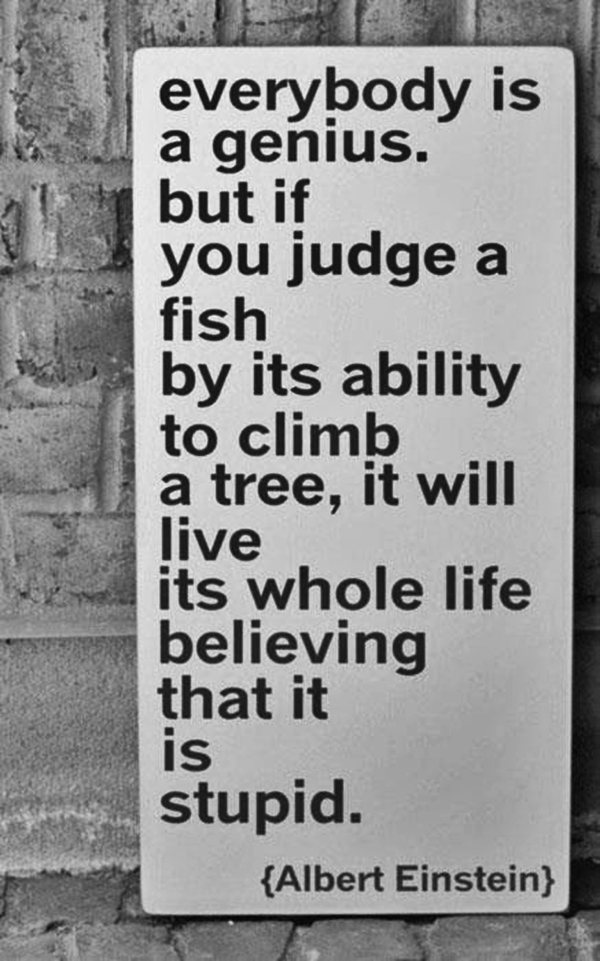 everybody is
a genius.
but if
you judge a
fish
by its ability
to climb
a tree, it will
live
its whole life
believing
that it
is
stupid.
{Albert Einstein}